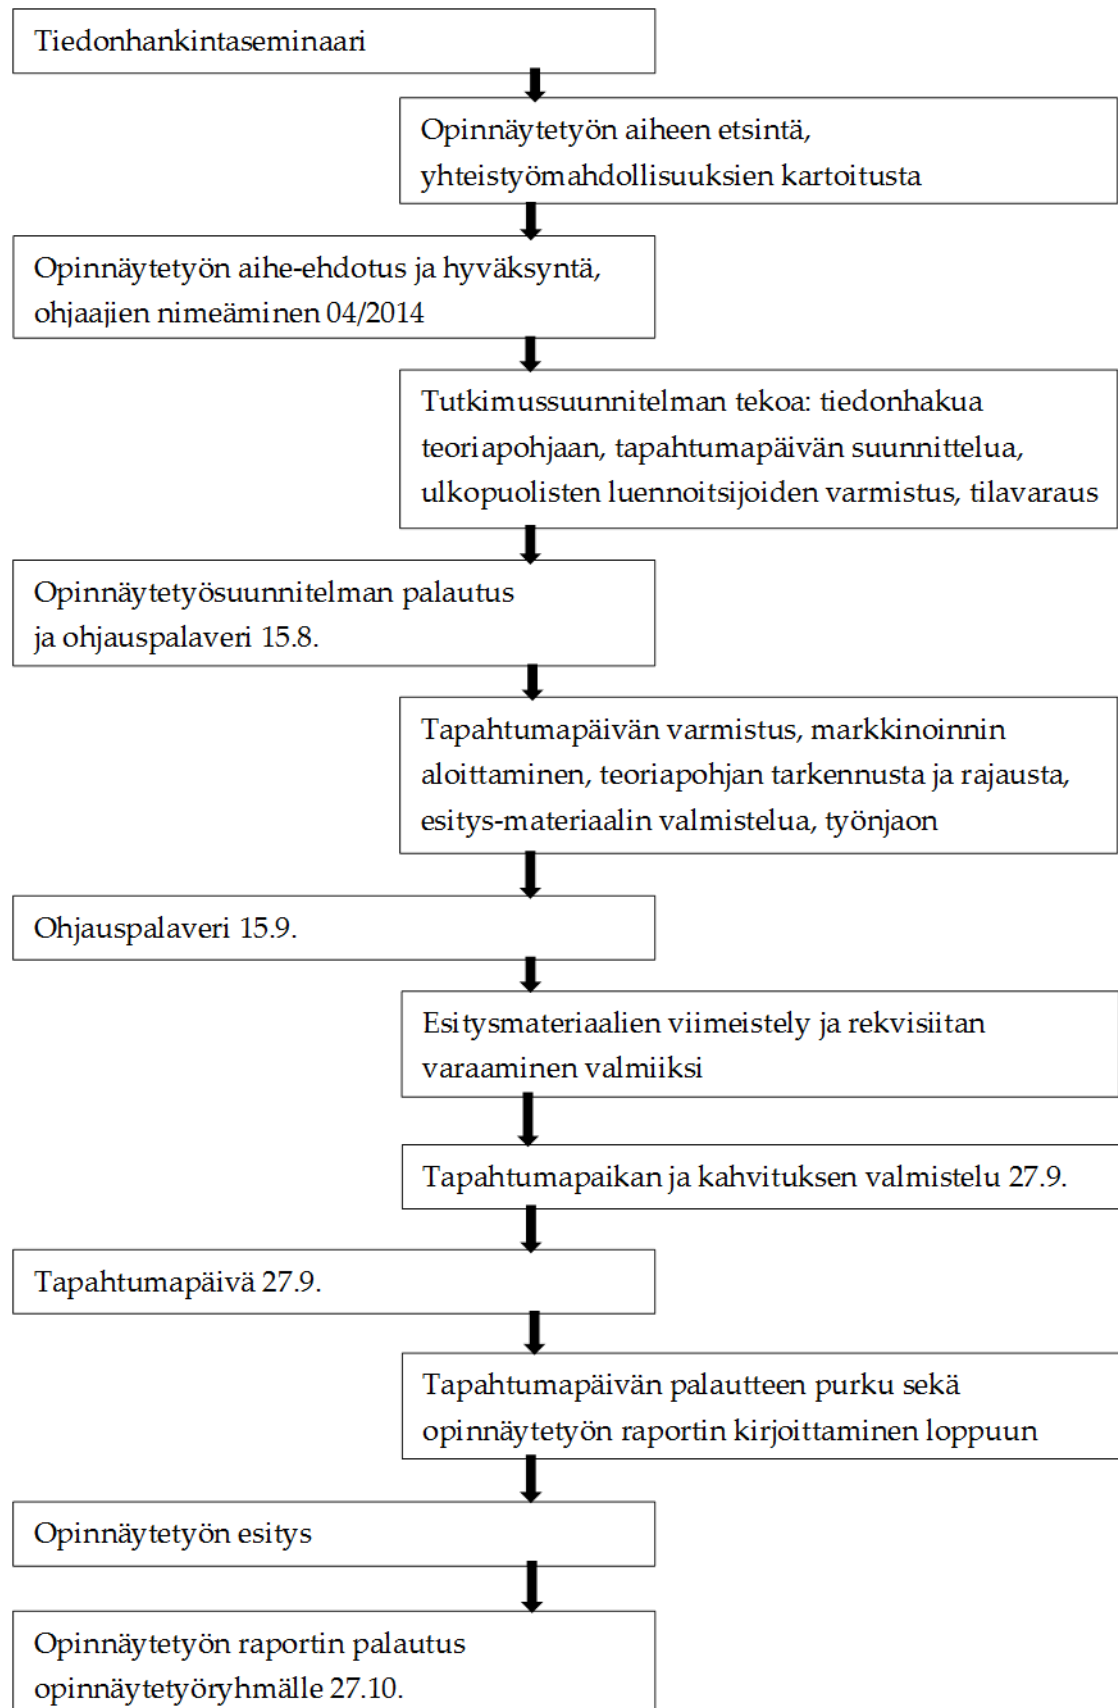 Tiedonhankintaseminaari
Opinnäytetyön aiheen etsintä,
yhteistyömahdollisuuksien kartoitusta
Opinnäytetyön aihe-ehdotus ja hyväksyntä,
ohjaajien nimeäminen 04/2014
Tutkimussuunnitelman tekoa: tiedonhakua
teoriapohjaan, tapahtumapäivän suunnittelua,
ulkopuolisten luennoitsijoiden varmistus, tilavaraus
Opinnäytetyösuunnitelman palautus
ja ohjauspalaveri 15.8.
Tapahtumapäivän varmistus, markkinoinnin
aloittaminen, teoriapohjan tarkennusta ja rajausta,
esitys-materiaalin valmistelua, työnjaon
Ohjauspalaveri 15.9.
Esitysmateriaalien viimeistely ja rekvisiitan
varaaminen valmiiksi
Tapahtumapaikan ja kahvituksen valmistelu 27.9.
Tapahtumapäivä 27.9.
Tapahtumapäivän palautteen purku sekä
opinnäytetyön raportin kirjoittaminen loppuun
Opinnäytetyön esitys
Opinnäytetyön raportin palautus
opinnäytetyöryhmälle 27.10.